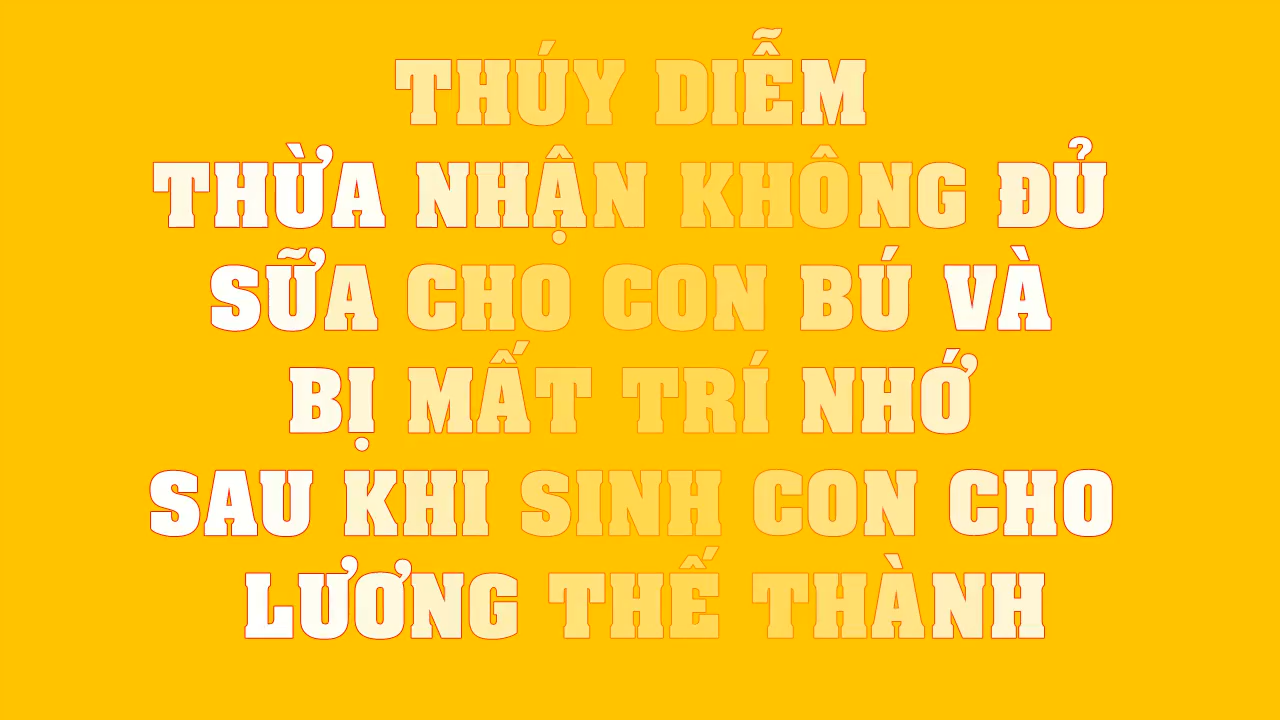 THÚY DIỄM
THỪA NHẬN KHÔNG ĐỦ
SỮA CHO CON BÚ VÀ
BỊ MẤT TRÍ NHỚ
SAU KHI SINH CON CHO
LƯƠNG THẾ THÀNH